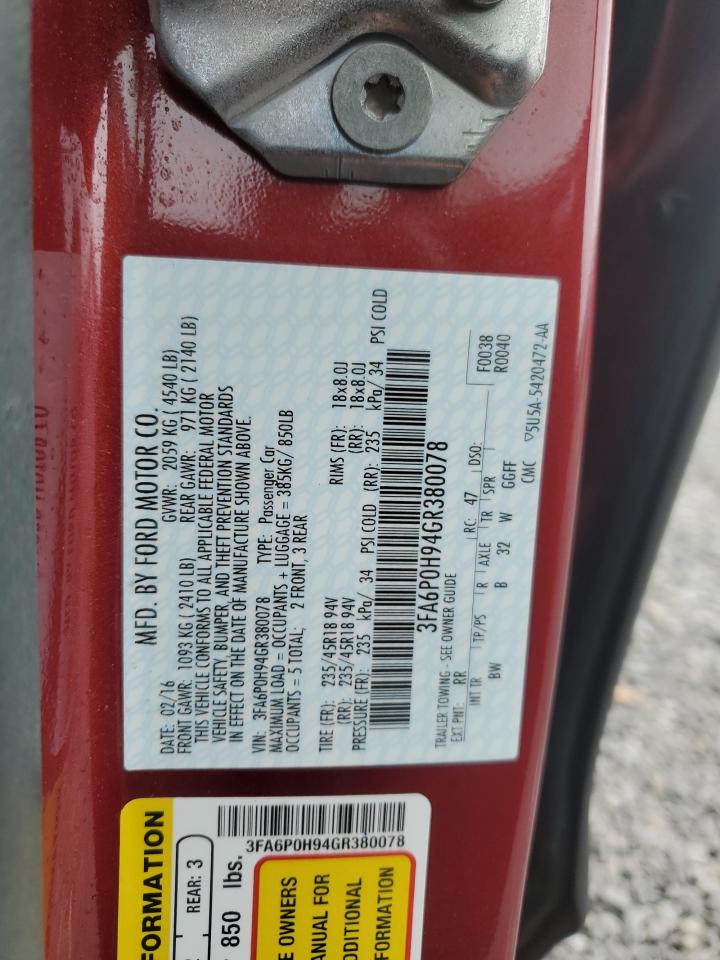 MFD. BY FORD MOTOR CO.
DATE: 02/16 GVWR: 2059 KG ( 4540 LB)
FRONT GAWR: 1093 KG ( 2410 LB) REAR GAWR: 971 KG ( 2140 LB)
THIS VEHICLE CONFORMS TO ALL APPLICABLE FEDERAL MOTOR
VEHICLE SAFETY, BUMPER, AND THEFT PREVENTION STANDARDS
IN EFFECT ON THE DATE OF MANUFACTURE SHOWN ABOVE.
VIN: 3FA6P0H94GR380078 TYPE: Passenger Car
MAXIMUM LOAD = OCCUPANTS + LUGGAGE = 385KG/ 850LB
OCCUPANTS = 5 TOTAL; 2 FRONT, 3 REAR
TIRE (FR): 235/45R18 94V RIMS (FR): 18x8.0J
(RR): 235/45R18 94V (RR): 18x8.0J
PRESSURE (FR): 235 kPa/ 34 PSI COLD (RR): 235 kPa/ 34 PSI COLD
3FA6P0H94GR380078
TRAILER TOWING - SEE OWNER GUIDE
EXT PNT: RR RC: 47 DSO: F0038
R0040
INT TR TP/PS R AXLE TR SPR
BW B 32 W GGFF
CMC ▽5U5A-5420472-AA
FORMATION
REAR: 3
850 lbs.
3FA6P0H94GR380078
E OWNERS
ANUAL FOR
DDITIONAL
FORMATION